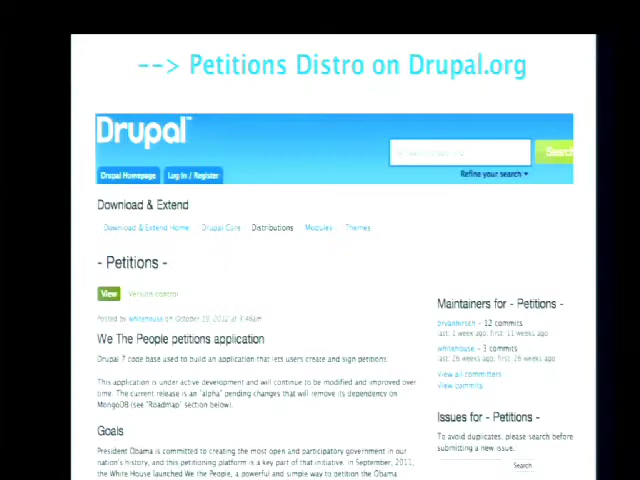 --> Petitions Distro on Drupal.org
Drupal™
Search
Drupal Homepage
Log In / Register
Refine your search
Download & Extend
Download & Extend Home
Drupal Core
Distributions
Modules
Themes
- Petitions -
View
Version control
Posted by whitehouse on October 19, 2012 at 3:46am
We The People petitions application
Drupal 7 code base used to build an application that lets users create and sign petitions.
This application is under active development and will continue to be modified and improved over
time. The current release is an "alpha" pending changes that will remove its dependency on
MongoDB (see "Roadmap" section below).
Goals
President Obama is committed to creating the most open and participatory government in our
nation's history, and this petitioning platform is a key part of that initiative. In September, 2011,
the White House launched We the People, a powerful and simple way to petition the Obama
Maintainers for - Petitions -
bryanhirsch - 12 commits
last: 1 week ago, first: 11 weeks ago
whitehouse - 3 commits
last: 26 weeks ago, first: 26 weeks ago
View all committers
View commits
Issues for - Petitions -
To avoid duplicates, please search before
submitting a new issue.
Search